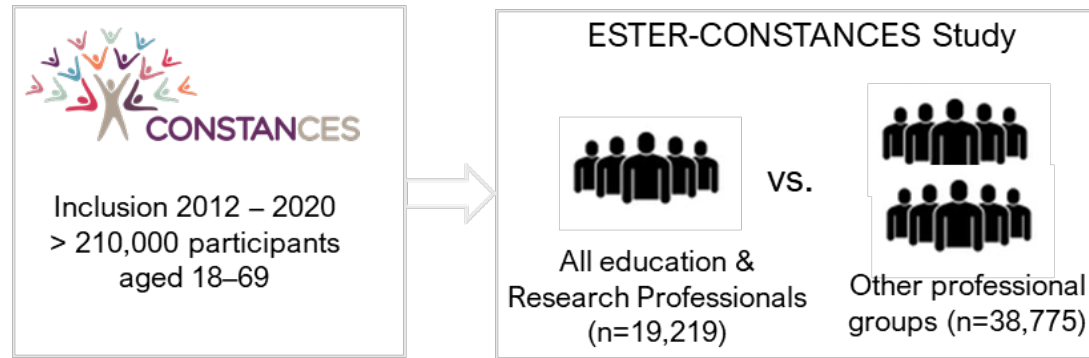 CONSTANCES
Inclusion 2012 – 2020
> 210,000 participants
aged 18–69
ESTER-CONSTANCES Study
vs.
All education &
Research Professionals
(n=19,219)
Other professional
groups (n=38,775)